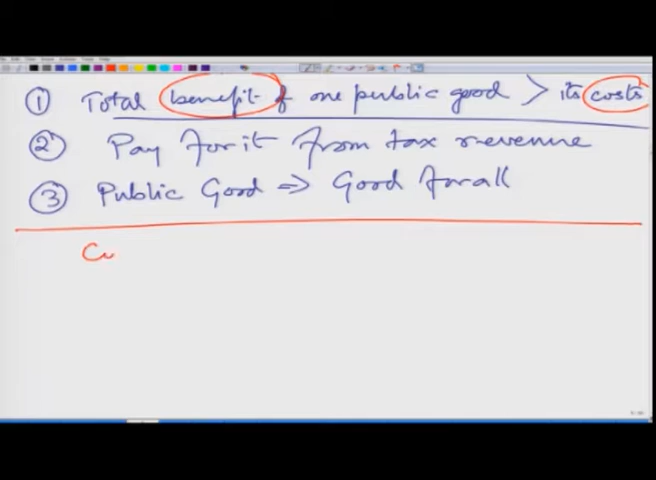 ① Total benefit of one public good > its costs
② Pay for it from tax revenue
③ Public Good ⇒ Good for all